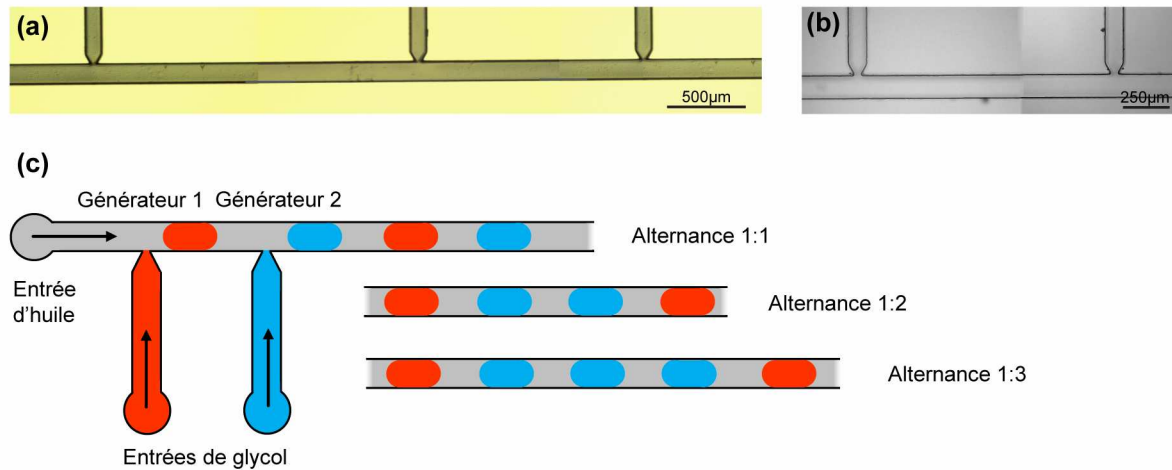 (a)
500µm
(b)
250µm
(c)
Générateur 1
Générateur 2
Alternance 1:1
Entrée
d'huile
Alternance 1:2
Alternance 1:3
Entrées de glycol